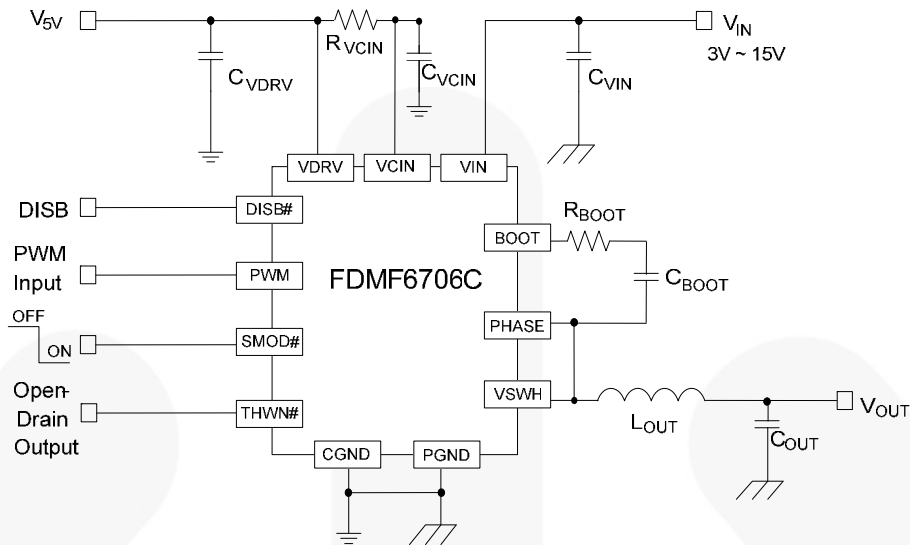 V5V
RVCIN
VIN
3V ~ 15V
CVDRV
CVCIN
CVIN
VDRV
VCIN
VIN
DISB
DISB#
BOOT
RBOOT
PWM
Input
PWM
FDMF6706C
CBOOT
OFF
ON
SMOD#
PHASE
Open-
Drain
Output
THWN#
VSWH
LOUT
VOUT
COUT
CGND
PGND